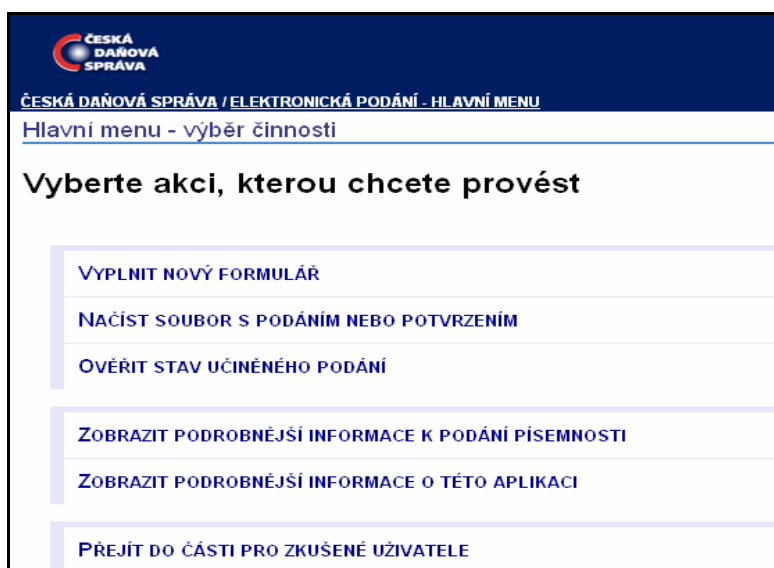 ČESKÁ
DAŇOVÁ
SPRÁVA
ČESKÁ DAŇOVÁ SPRÁVA / ELEKTRONICKÁ PODÁNÍ - HLAVNÍ MENU
Hlavní menu - výběr činnosti
Vyberte akci, kterou chcete provést
VYPLNIT NOVÝ FORMULÁŘ
NAČÍST SOUBOR S PODÁNÍM NEBO POTVRZENÍM
OVĚŘIT STAV UČINĚNÉHO PODÁNÍ
ZOBRAZIT PODROBNĚJŠÍ INFORMACE K PODÁNÍ PÍSEMNOSTI
ZOBRAZIT PODROBNĚJŠÍ INFORMACE O TÉTO APLIKACI
PŘEJÍT DO ČÁSTI PRO ZKUŠENÉ UŽIVATELE